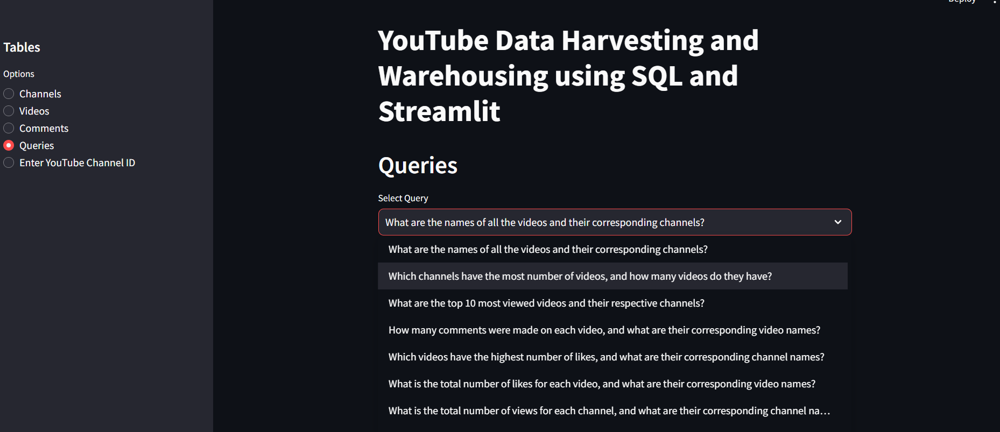 Deploy
Tables
Options
Channels
Videos
Comments
Queries
Enter YouTube Channel ID
YouTube Data Harvesting and
Warehousing using SQL and
Streamlit
Queries
Select Query
What are the names of all the videos and their corresponding channels?
What are the names of all the videos and their corresponding channels?
Which channels have the most number of videos, and how many videos do they have?
What are the top 10 most viewed videos and their respective channels?
How many comments were made on each video, and what are their corresponding video names?
Which videos have the highest number of likes, and what are their corresponding channel names?
What is the total number of likes for each video, and what are their corresponding video names?
What is the total number of views for each channel, and what are their corresponding channel na...